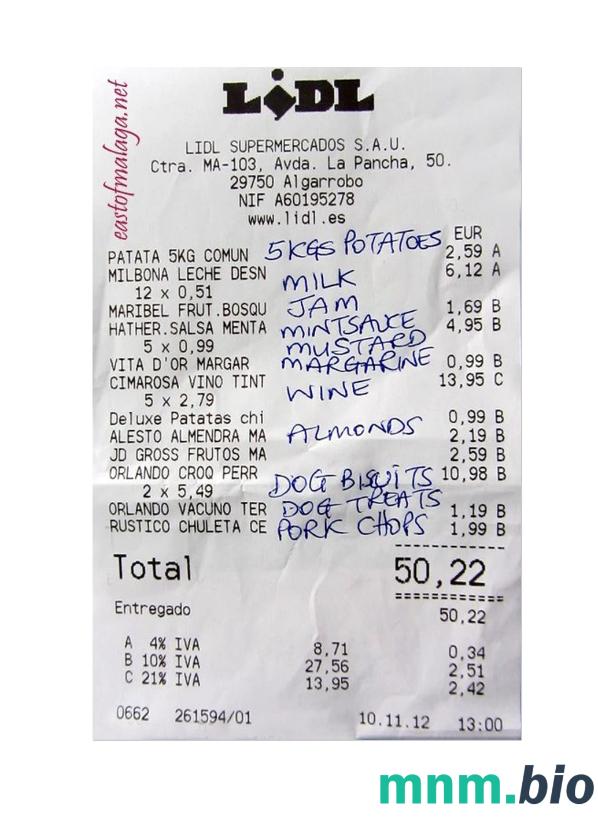 eastofmalaga.net
LIDL
LIDL SUPERMERCADOS S.A.U.
Ctra. MA-103, Avda. La Pancha, 50.
29750 Algarrobo
NIF A60195278
www.lidl.es
EUR
PATATA 5KG COMUN 5KGS POTATOES 2,59 A
MILBONA LECHE DESN 6,12 A
12 x 0,51 MILK
MARIBEL FRUT.BOSQU JAM 1,69 B
HATHER.SALSA MENTA MINTSAUCE 4,95 B
5 x 0,99 MUSTARD
VITA D'OR MARGAR MARGARINE 0,99 B
CIMAROSA VINO TINT 13,95 C
5 x 2,79 WINE
Deluxe Patatas chi 0,99 B
ALESTO ALMENDRA MA ALMONDS 2,19 B
JD GROSS FRUTOS MA 2,59 B
ORLANDO CROQ PERR DOG BISCUITS 10,98 B
2 x 5,49
ORLANDO VACUNO TER DOG TREATS 1,19 B
RUSTICO CHULETA CE PORK CHOPS 1,99 B
Total 50,22
Entregado 50,22
A 4% IVA 8,71 0,34
B 10% IVA 27,56 2,51
C 21% IVA 13,95 2,42
0662 261594/01 10.11.12 13:00
mnm.bio